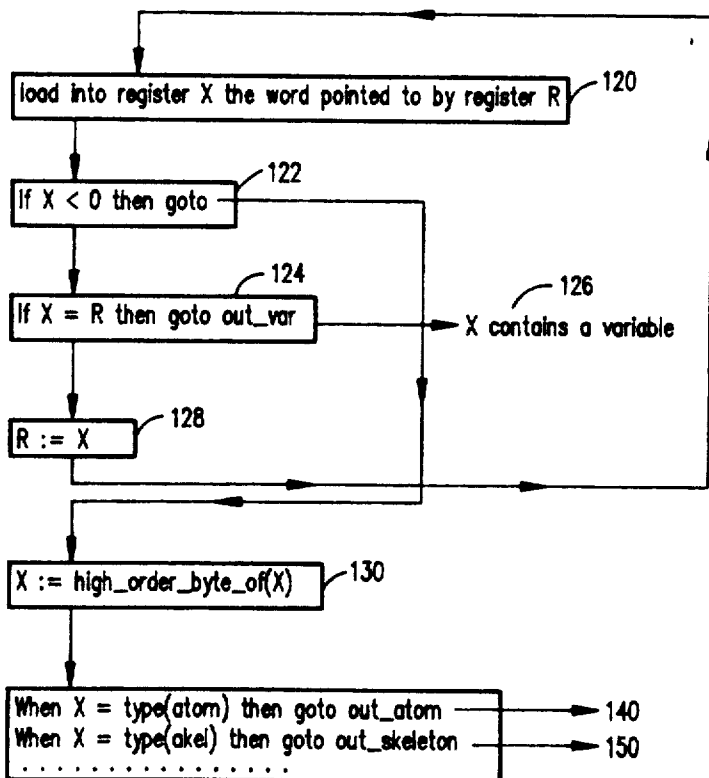 load into register X the word pointed to by register R
120
If X < 0 then goto
122
If X = R then goto out_var
124
126
X contains a variable
R := X
128
X := high_order_byte_of(X)
130
When X = type(atom) then goto out_atom
140
When X = type(akel) then goto out_skeleton
150
. . . . . . . . . . . . . . .